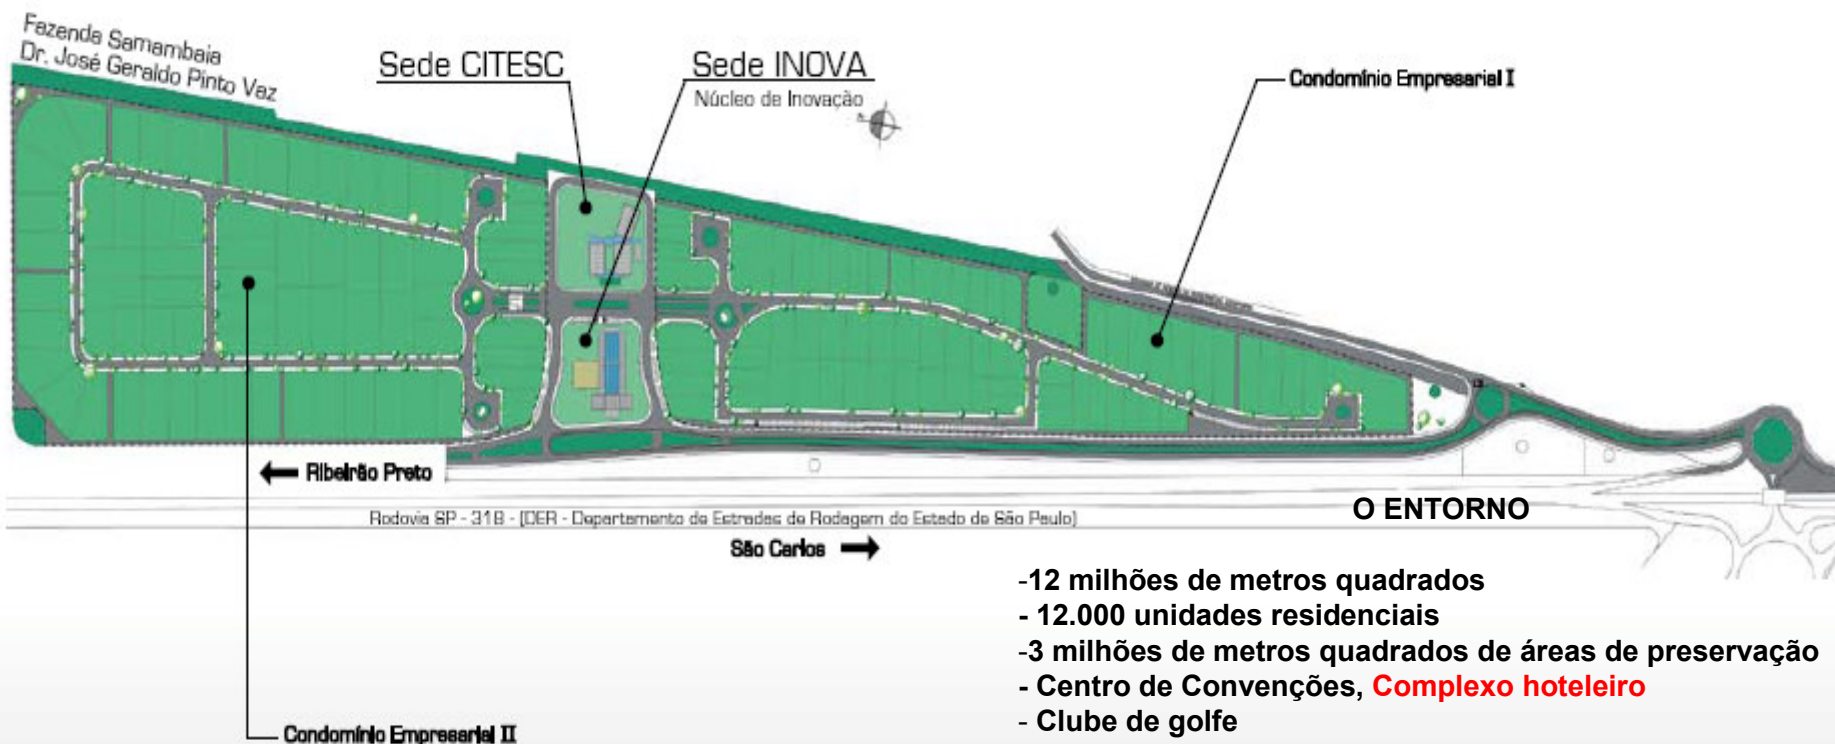 Fazenda Samambaia
Dr. José Geraldo Pinto Vaz
Sede CITESC
Sede INOVA
Núcleo de Inovação
Condomínio Empresarial I
Ribeirão Preto
Rodovia SP - 318 - (DER - Departamento de Estradas de Rodagem do Estado de São Paulo)
São Carlos
O ENTORNO
-12 milhões de metros quadrados
- 12.000 unidades residenciais
-3 milhões de metros quadrados de áreas de preservação
- Centro de Convenções, Complexo hoteleiro
- Clube de golfe
Condomínio Empresarial II